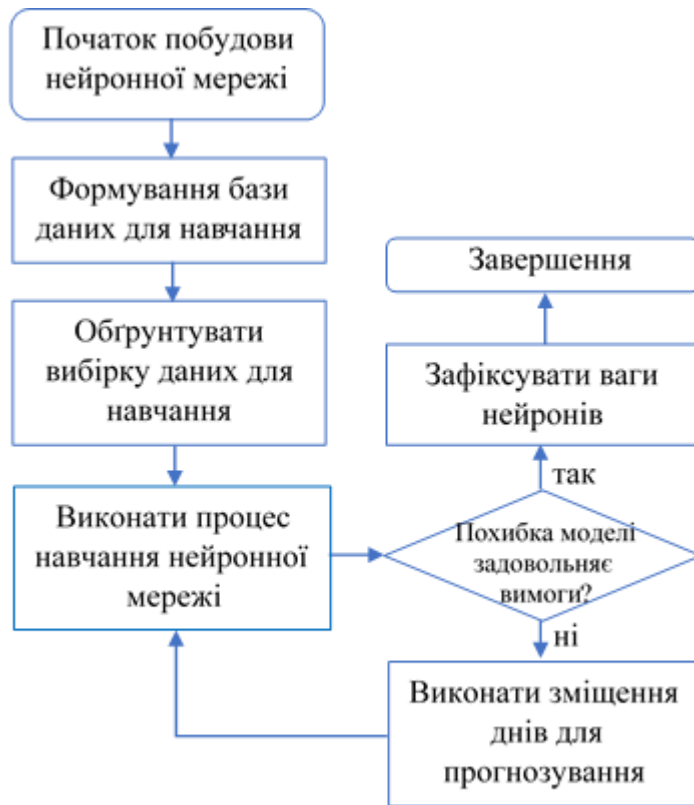 Початок побудови
нейронної мережі
Формування бази
даних для навчання
Обґрунтувати
вибірку даних для
навчання
Виконати процес
навчання нейронної
мережі
Похибка моделі
задовольняє
вимоги?
так
Зафіксувати ваги
нейронів
Завершення
ні
Виконати зміщення
днів для
прогнозування